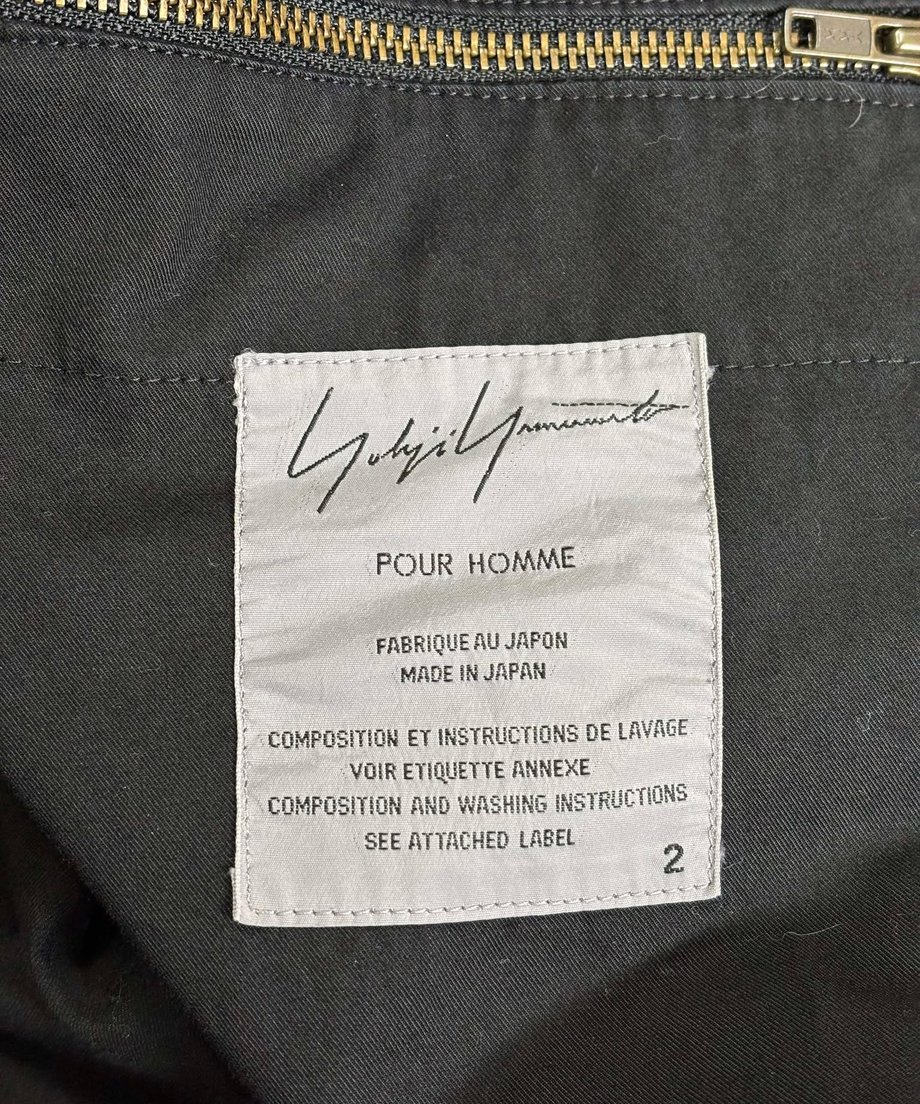 Yohji Yamamoto
POUR HOMME
FABRIQUE AU JAPON
MADE IN JAPAN
COMPOSITION ET INSTRUCTIONS DE LAVAGE
VOIR ETIQUETTE ANNEXE
COMPOSITION AND WASHING INSTRUCTIONS
SEE ATTACHED LABEL
2